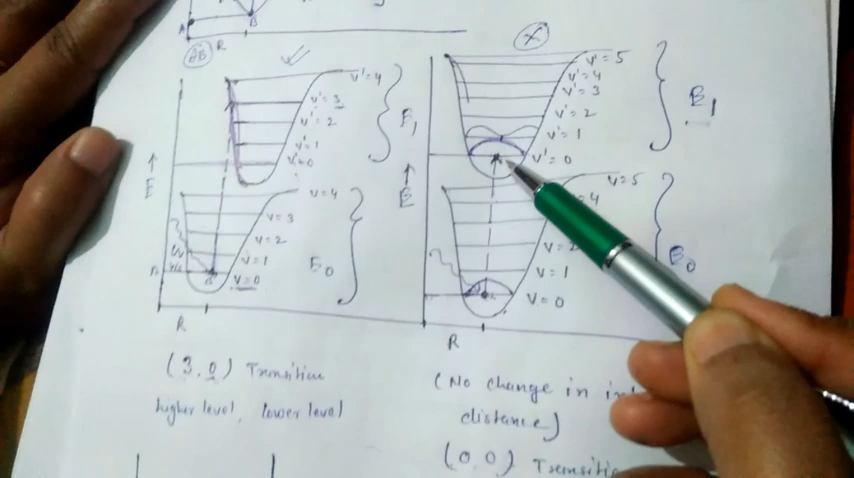 A
B
R
v'=4
v'=3
v'=2
v'=1
v'=0
E₁
E
v=4
v=3
v=2
v=1
v=0
E₀
R
(3,0) Transition
higher level, lower level
v'=5
v'=4
v'=3
v'=2
v'=1
v'=0
E₁
E
v=5
v=1
v=0
E₀
R
(No change in
distance)
(0,0)